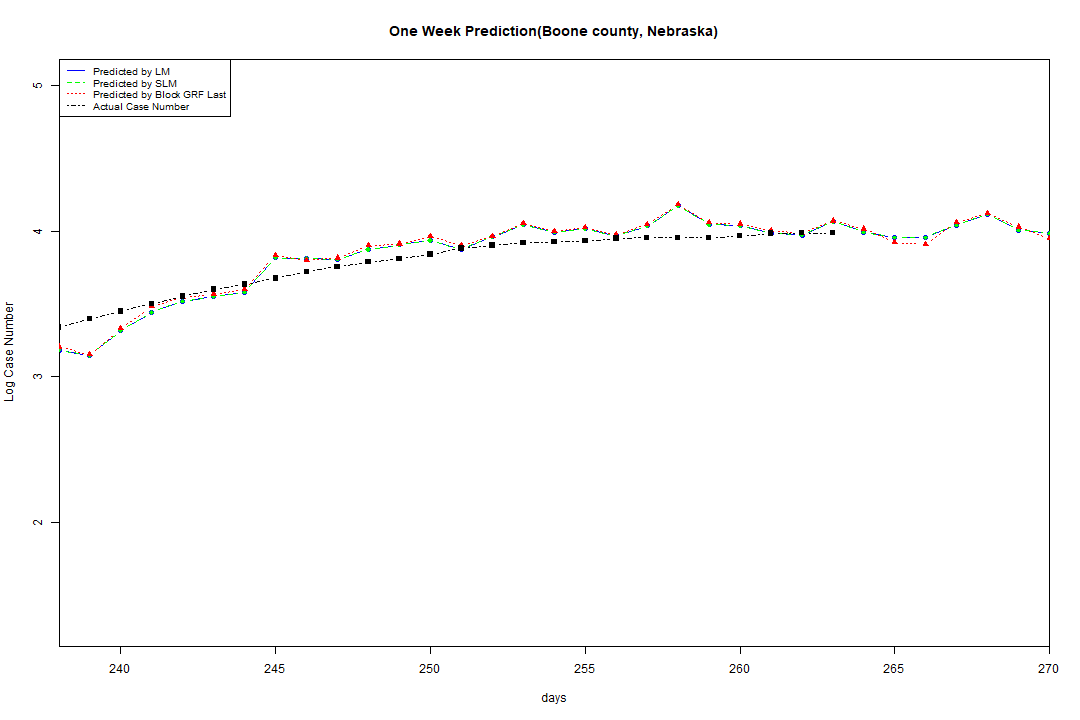 One Week Prediction(Boone county, Nebraska)
Predicted by LM
Predicted by SLM
Predicted by Block GRF Last
Actual Case Number
5
4
3
2
Log Case Number
240 245 250 255 260 265 270
days